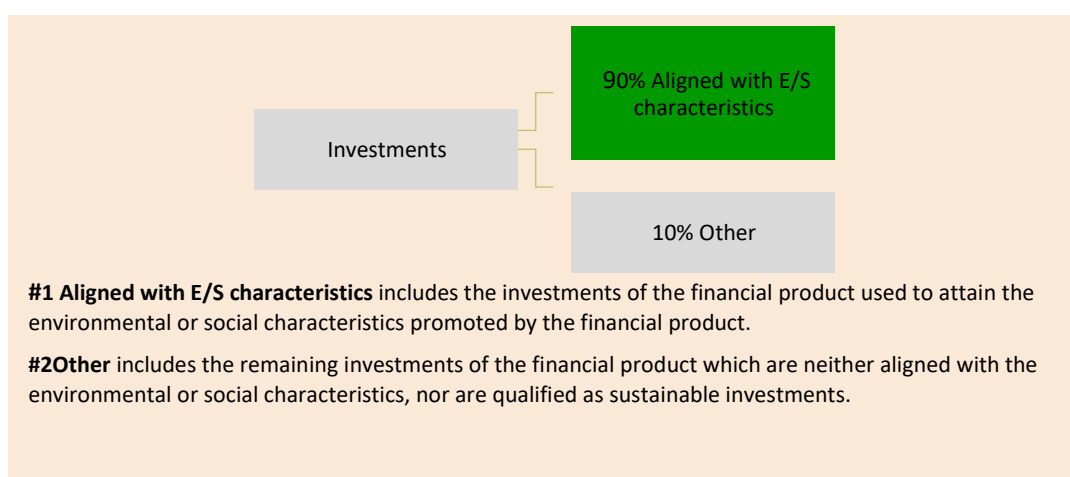 90% Aligned with E/S
characteristics
Investments
10% Other
#1 Aligned with E/S characteristics includes the investments of the financial product used to attain the
environmental or social characteristics promoted by the financial product.
#2Other includes the remaining investments of the financial product which are neither aligned with the
environmental or social characteristics, nor are qualified as sustainable investments.